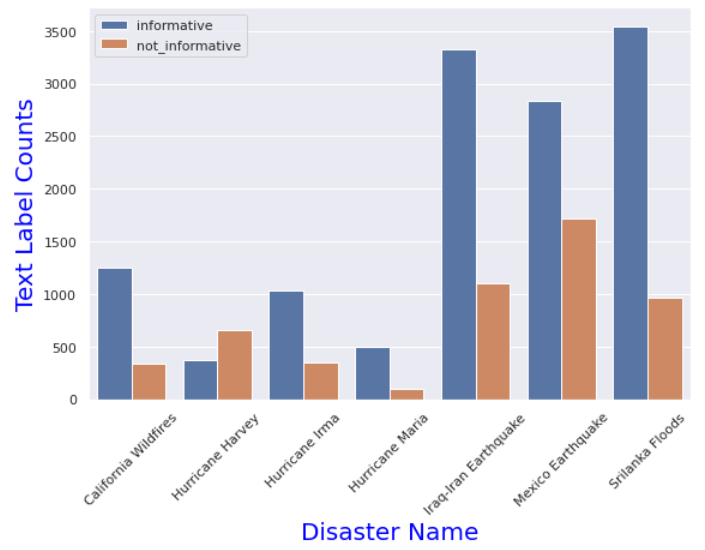 informative
not_informative
Text Label Counts
3500
3000
2500
2000
1500
1000
500
0
California Wildfires
Hurricane Harvey
Hurricane Irma
Hurricane Maria
Iraq-Iran Earthquake
Mexico Earthquake
Srilanka Floods
Disaster Name